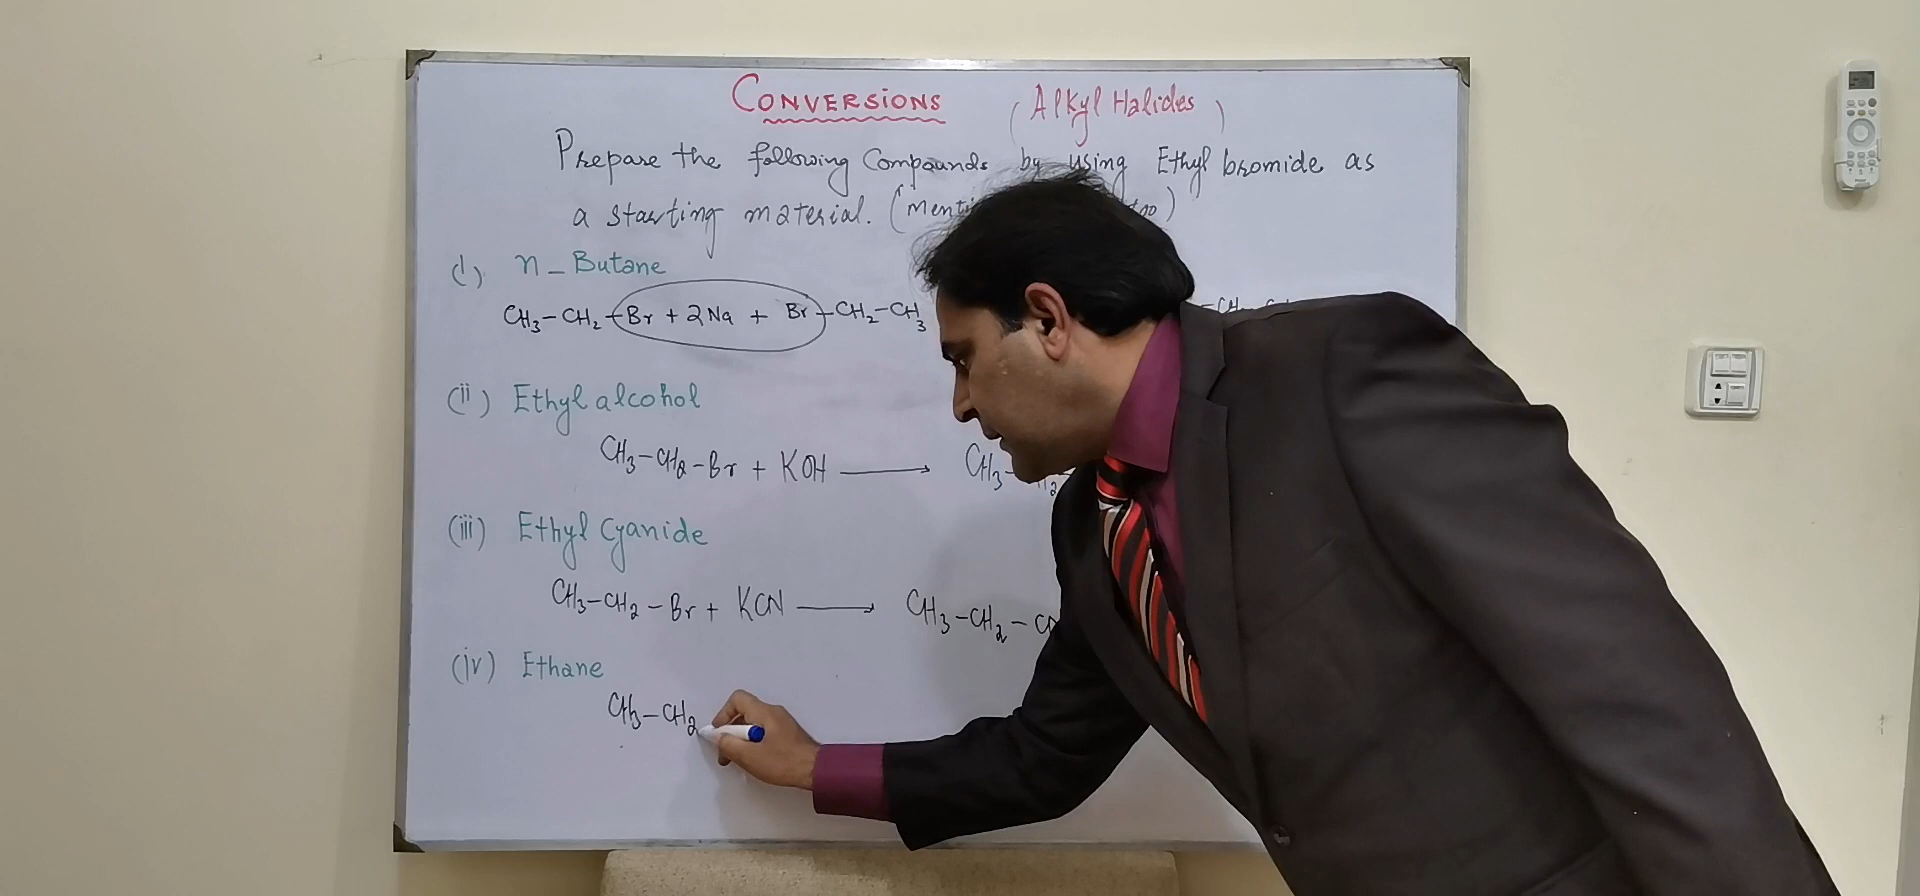 CONVERSIONS (Alkyl Halides)
Prepare the following Compounds by using Ethyl bromide as
a starting material. ( too)
(i) n-Butane
CH3-CH2-Br + 2Na + Br-CH2-CH3
(ii) Ethyl alcohol
CH3-CH2-Br + KOH ⟶ CH3-
(iii) Ethyl Cyanide
CH3-CH2-Br + KCN ⟶ CH3-CH2-
(iv) Ethane
CH3-CH2